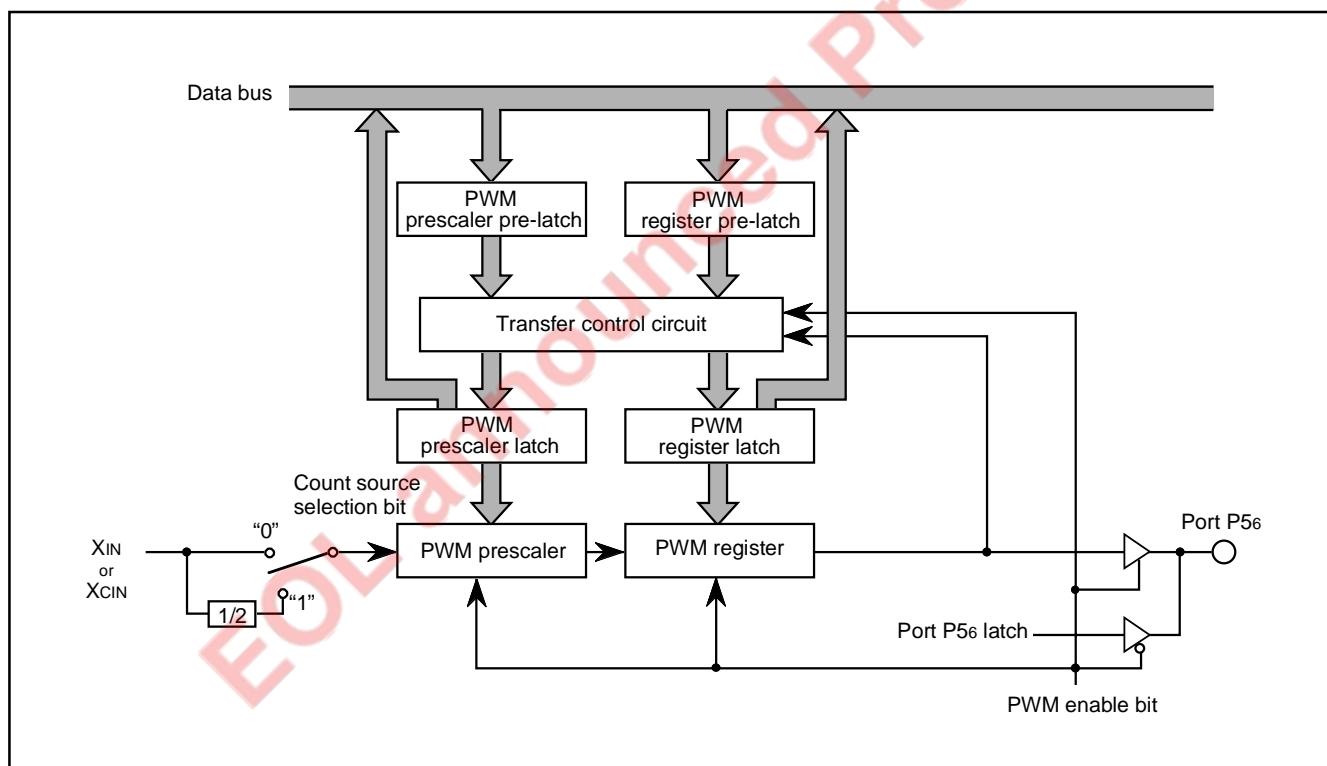 Data bus
PWM
prescaler pre-latch
PWM
register pre-latch
Transfer control circuit
PWM
prescaler latch
PWM
register latch
Count source
selection bit
“0”
XIN
or
XCIN
“1”
1/2
PWM prescaler
PWM register
Port P56
Port P56 latch
PWM enable bit
EOL announced Pro